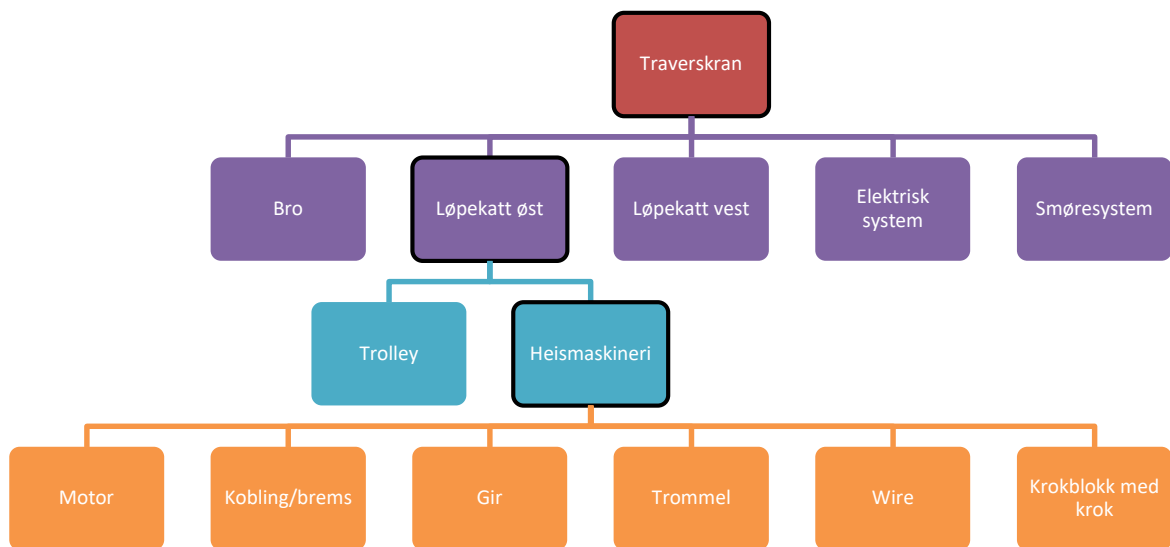 Traverskran
Bro
Løpekatt øst
Løpekatt vest
Elektrisk
system
Smøresystem
Trolley
Heismaskineri
Motor
Kobling/brems
Gir
Trommel
Wire
Krokblokk med
krok